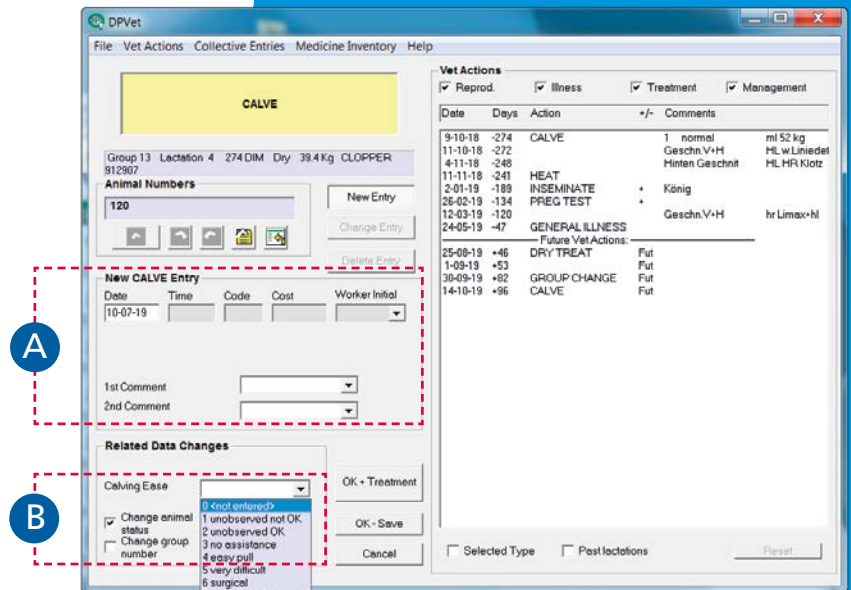 DPVet
File Vet Actions Collective Entries Medicine Inventory Help
CALVE
Group 13 Lactation 4 274 DIM Dry 39.4 Kg CLOPPER
912907
Animal Numbers
120
New Entry
Change Entry
Delete Entry
A
New CALVE Entry
Date Time Code Cost Worker Initial
10-07-19
1st Comment
2nd Comment
B
Related Data Changes
Calving Ease
0 <not entered>
1 unobserved not OK
2 unobserved OK
3 no assistance
4 easy pull
5 very difficult
6 surgical
Change animal
status
Change group
number
OK + Treatment
OK - Save
Cancel
Vet Actions
Reprod. Illness Treatment Management
Date Days Action +/- Comments
9-10-18 -274 CALVE 1 normal ml 52 kg
11-10-18 -272 Geschn.V+H HL w.Liniedef
4-11-18 -248 Hinten Geschnit HL HR Klotz
11-11-18 -241 HEAT
2-01-19 -189 INSEMINATE + König
26-02-19 -134 PREG TEST +
12-03-19 -120 Geschn.V+H hr Limax+hl
24-05-19 -47 GENERAL ILLNESS
Future Vet Actions:
25-08-19 +46 DRY TREAT Fut
1-09-19 +53 Fut
30-09-19 +82 GROUP CHANGE Fut
14-10-19 +96 CALVE Fut
Selected Type Past lactations Reset